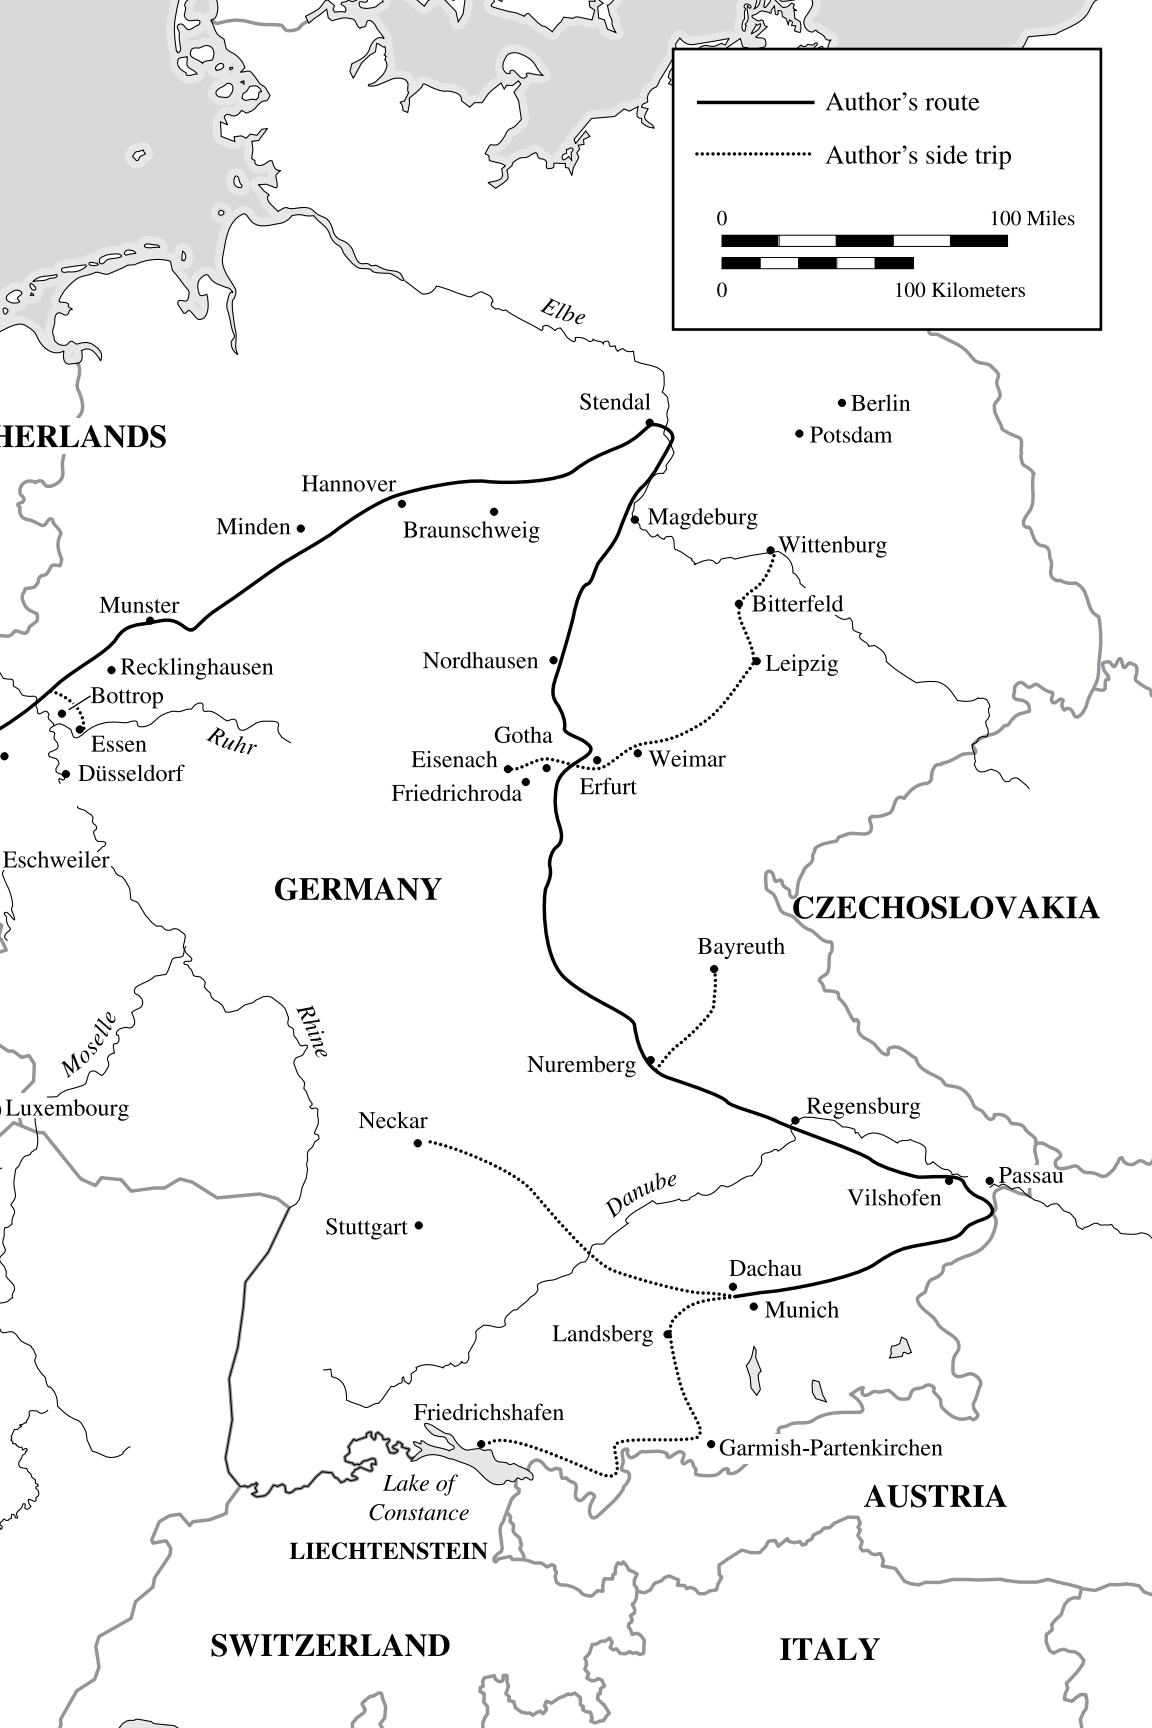 Author's route
Author's side trip
0 100 Miles
0 100 Kilometers
Elbe
Stendal
Berlin
Potsdam
HERLANDS
Hannover
Minden
Braunschweig
Magdeburg
Wittenburg
Munster
Bitterfeld
Recklinghausen
Nordhausen
Leipzig
Bottrop
Ruhr
Essen
Gotha
Eisenach
Weimar
Düsseldorf
Friedrichroda
Erfurt
Eschweiler
GERMANY
CZECHOSLOVAKIA
Bayreuth
Moselle
Rhine
Nuremberg
Luxembourg
Neckar
Regensburg
Danube
Passau
Vilshofen
Stuttgart
Dachau
Munich
Landsberg
Friedrichshafen
Garmish-Partenkirchen
Lake of
Constance
AUSTRIA
LIECHTENSTEIN
SWITZERLAND
ITALY